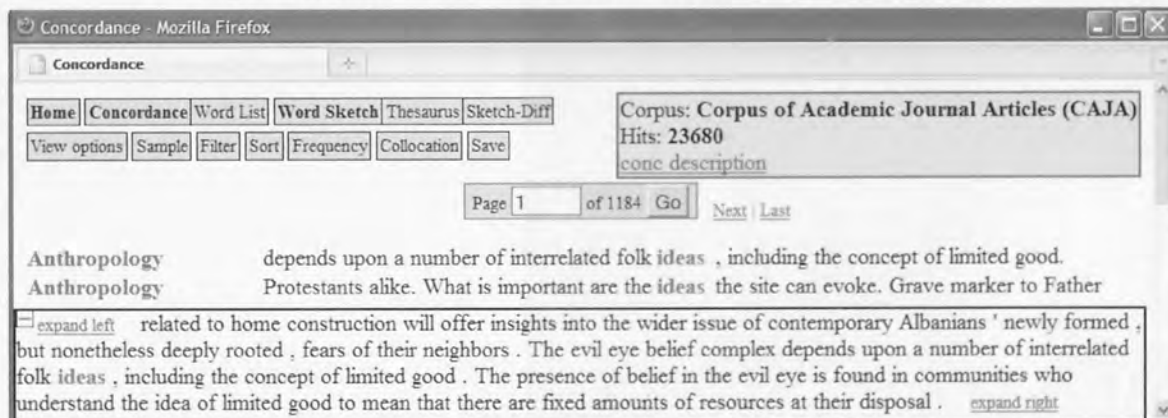 Concordance - Mozilla Firefox
Concordance
Home Concordance Word List Word Sketch Thesaurus Sketch-Diff
View options Sample Filter Sort Frequency Collocation Save
Corpus: Corpus of Academic Journal Articles (CAJA)
Hits: 23680
conc description
Page 1 of 1184 Go Next | Last
Anthropology depends upon a number of interrelated folk ideas , including the concept of limited good.
Anthropology Protestants alike. What is important are the ideas the site can evoke. Grave marker to Father
expand left related to home construction will offer insights into the wider issue of contemporary Albanians ' newly formed ,
but nonetheless deeply rooted , fears of their neighbors . The evil eye belief complex depends upon a number of interrelated
folk ideas , including the concept of limited good . The presence of belief in the evil eye is found in communities who
understand the idea of limited good to mean that there are fixed amounts of resources at their disposal . expand right